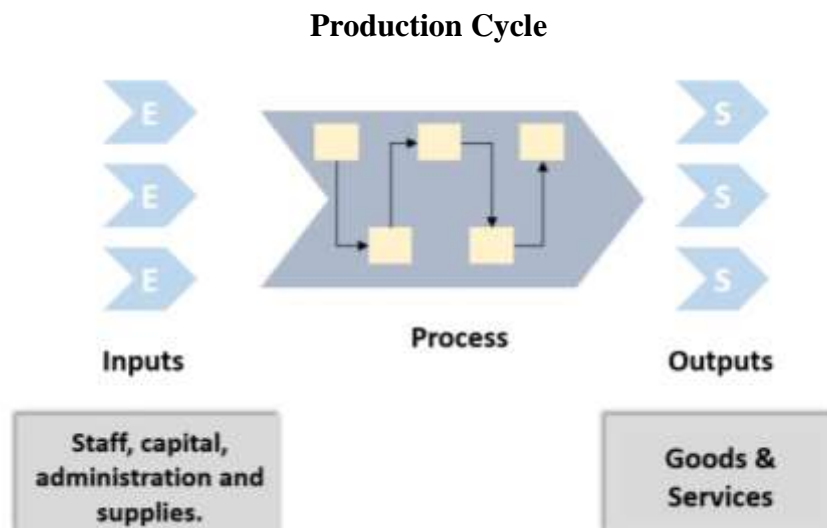 Production Cycle
E
E
E
S
S
S
Inputs
Process
Outputs
Staff, capital,
administration and
supplies.
Goods &
Services